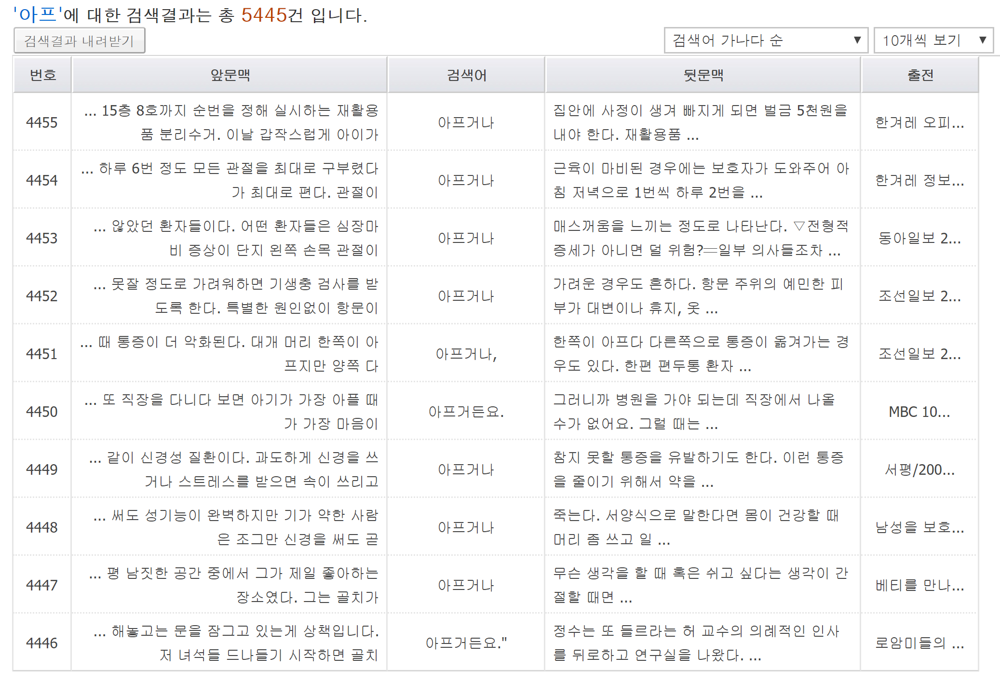 '아프'에 대한 검색결과는 총 5445건 입니다.
검색결과 내려받기
검색어 가나다 순 ▼
10개씩 보기 ▼
번호 앞문맥 검색어 뒷문맥 출전
4455
... 15층 8호까지 순번을 정해 실시하는 재활용
품 분리수거. 이날 갑작스럽게 아이가
아프거나
집안에 사정이 생겨 빠지게 되면 벌금 5천원을
내야 한다. 재활용품 ...
한겨레 오피...
4454
... 하루 6번 정도 모든 관절을 최대로 구부렸다
가 최대로 편다. 관절이
아프거나
근육이 마비된 경우에는 보호자가 도와주어 아
침 저녁으로 1번씩 하루 2번을 ...
한겨레 정보...
4453
... 않았던 환자들이다. 어떤 환자들은 심장마
비 증상이 단지 왼쪽 손목 관절이
아프거나
매스꺼움을 느끼는 정도로 나타난다. ▽전형적
증세가 아니면 덜 위험?＝일부 의사들조차 ...
동아일보 2...
4452
... 못잘 정도로 가려워하면 기생충 검사를 받
도록 한다. 특별한 원인없이 항문이
아프거나
가려운 경우도 흔하다. 항문 주위의 예민한 피
부가 대변이나 휴지, 옷 ...
조선일보 2...
4451
... 때 통증이 더 악화된다. 대개 머리 한쪽이 아
프지만 양쪽 다
아프거나,
한쪽이 아프다 다른쪽으로 통증이 옮겨가는 경
우도 있다. 한편 편두통 환자 ...
조선일보 2...
4450
... 또 직장을 다니다 보면 아기가 가장 아플 때
가 가장 마음이
아프거든요.
그러니까 병원을 가야 되는데 직장에서 나올
수가 없어요. 그럴 때는 ...
MBC 10...
4449
... 같이 신경성 질환이다. 과도하게 신경을 쓰
거나 스트레스를 받으면 속이 쓰리고
아프거나
참지 못할 통증을 유발하기도 한다. 이런 통증
을 줄이기 위해서 약을 ...
서평/200...
4448
... 써도 성기능이 완벽하지만 기가 약한 사람
은 조그만 신경을 써도 곧
아프거나
죽는다. 서양식으로 말한다면 몸이 건강할 때
머리 좀 쓰고 일 ...
남성을 보호...
4447
... 평 남짓한 공간 중에서 그가 제일 좋아하는
장소였다. 그는 골치가
아프거나
무슨 생각을 할 때 혹은 쉬고 싶다는 생각이 간
절할 때면 ...
베티를 만나...
4446
... 해놓고는 문을 잠그고 있는게 상책입니다.
저 녀석들 드나들기 시작하면 골치
아프거든요."
정수는 또 들르라는 허 교수의 의례적인 인사
를 뒤로하고 연구실을 나왔다. ...
로암미들의 ...